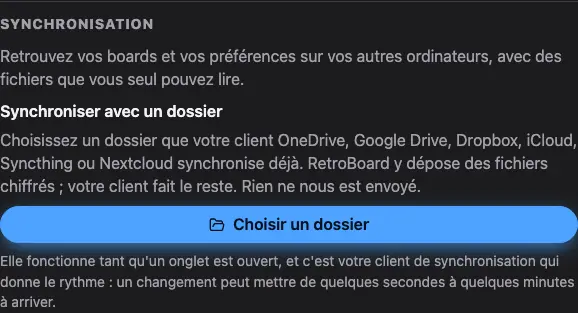 SYNCHRONISATION
Retrouvez vos boards et vos préférences sur vos autres ordinateurs, avec des
fichiers que vous seul pouvez lire.
Synchroniser avec un dossier
Choisissez un dossier que votre client OneDrive, Google Drive, Dropbox, iCloud,
Syncthing ou Nextcloud synchronise déjà. RetroBoard y dépose des fichiers
chiffrés ; votre client fait le reste. Rien ne nous est envoyé.
Choisir un dossier
Elle fonctionne tant qu'un onglet est ouvert, et c'est votre client de synchronisation qui
donne le rythme : un changement peut mettre de quelques secondes à quelques minutes
à arriver.